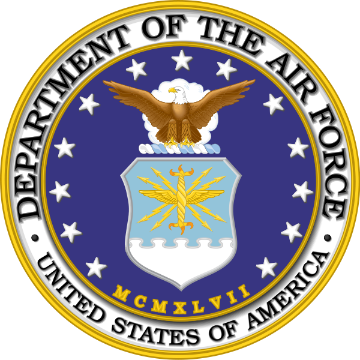 DEPARTMENT OF THE AIR FORCE
MCMXLVII
• UNITED STATES OF AMERICA •